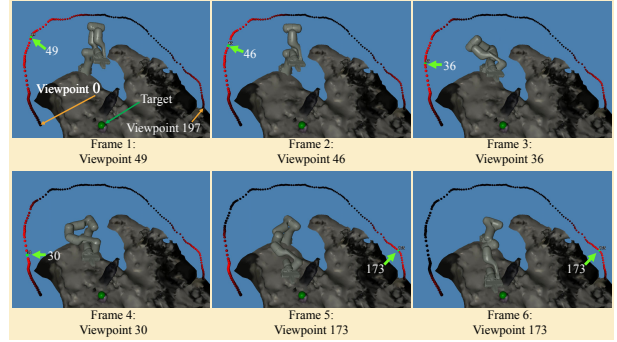 49
Viewpoint 0
Target
Viewpoint 197
46
36
Frame 1:
Viewpoint 49
Frame 2:
Viewpoint 46
Frame 3:
Viewpoint 36
30
173
173
Frame 4:
Viewpoint 30
Frame 5:
Viewpoint 173
Frame 6:
Viewpoint 173